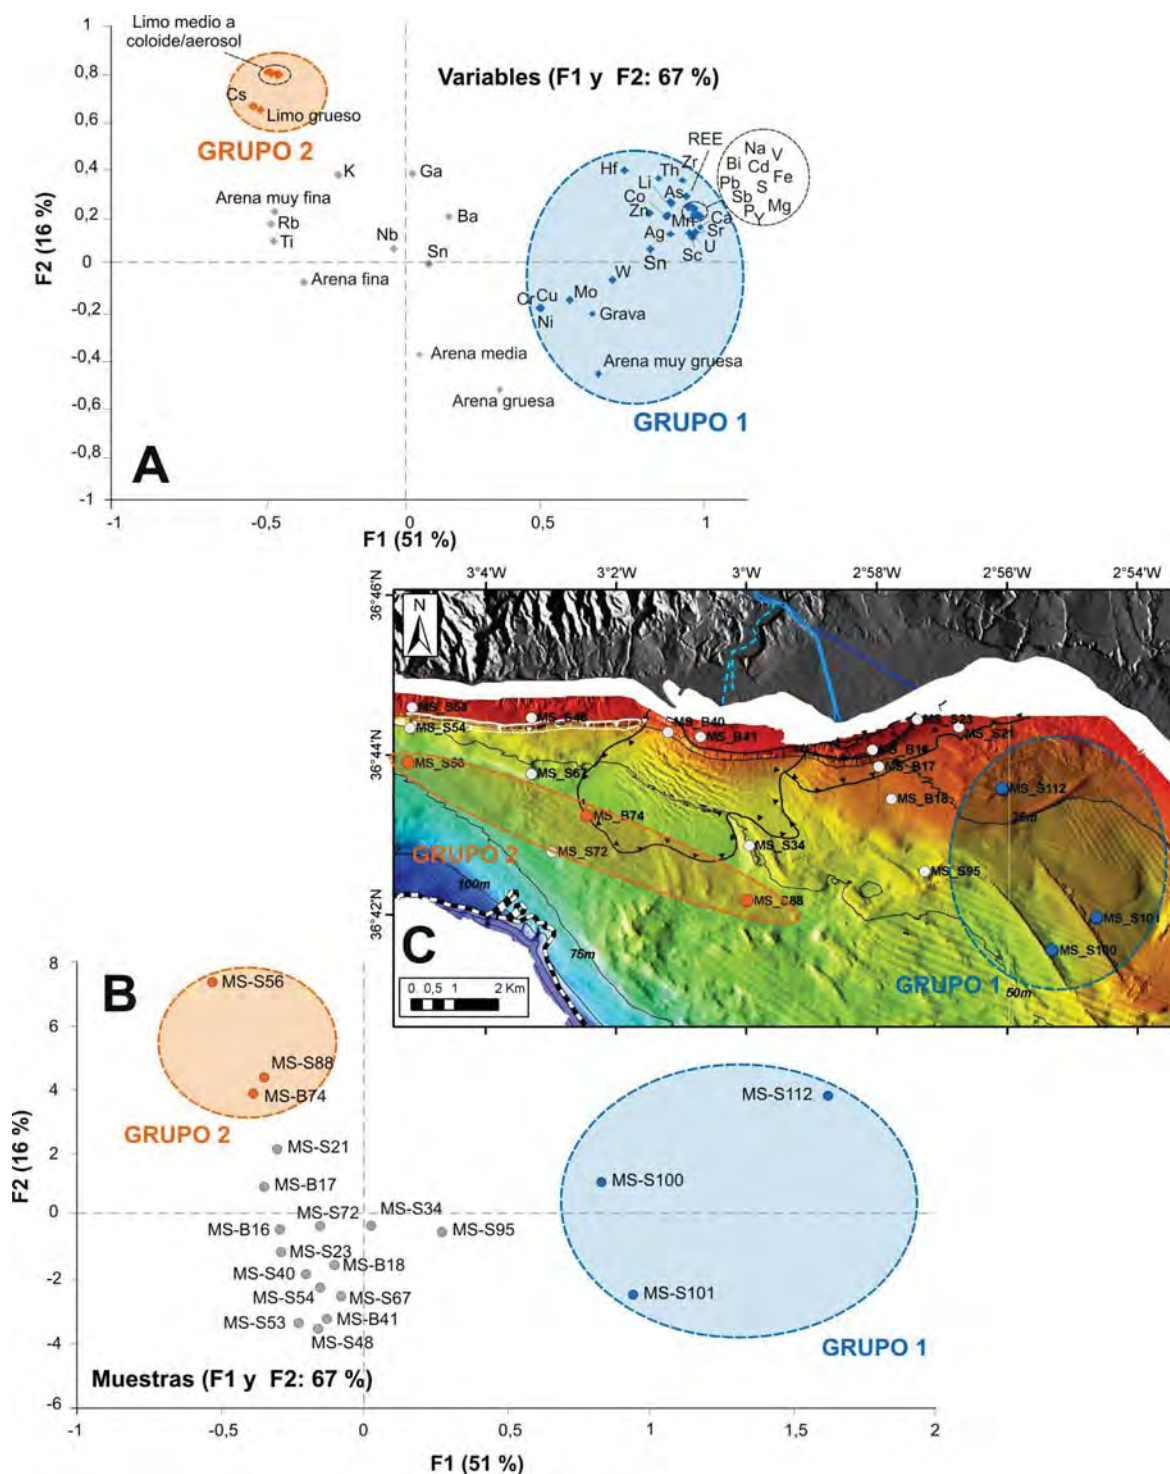 Limo medio a
coloide/aerosol
Variables (F1 y F2: 67 %)
Cs
Limo grueso
GRUPO 2
K
Ga
Arena muy fina
Rb
Ba
Ti
Nb
Sn
Arena fina
Arena media
Arena gruesa
REE
Hf
Th
Zr
Li
As
Co
Zn
Mn
Ca
Ag
Sr
U
Sn
Sc
W
Mo
Cr
Cu
Ni
Grava
Arena muy gruesa
GRUPO 1
Na
V
Bi
Cd
Fe
Pb
S
Sb
P
Y
Mg
F2 (16 %)
1
0,8
0,6
0,4
0,2
0
-0,2
-0,4
-0,6
-0,8
-1
A
-1
-0,5
0
0,5
1
F1 (51 %)
3°4'W
3°2'W
3°0'W
2°58'W
2°56'W
2°54'W
36°46'N
36°44'N
36°42'N
N
MS_S53
MS_S54
MS_S48
MS_B40
MS_B41
MS_S23
MS_S21
MS_B16
MS_B17
MS_B18
MS_S56
MS_S67
MS_S112
25m
MS_B74
GRUPO 2
MS_S72
MS_S34
MS_S95
MS_S88
MS_S101
MS_S100
100m
75m
50m
GRUPO 1
C
0 0,5 1 2 Km
B
F2 (16 %)
8
6
4
2
0
-2
-4
-6
MS-S56
MS-S88
MS-B74
GRUPO 2
MS-S21
MS-B17
MS-S72
MS-S34
MS-B16
MS-S95
MS-S23
MS-B18
MS-S40
MS-S54
MS-S67
MS-S53
MS-B41
MS-S48
MS-S112
MS-S100
MS-S101
GRUPO 1
Muestras (F1 y F2: 67 %)
-1
-0,5
0
0,5
1
1,5
2
F1 (51 %)